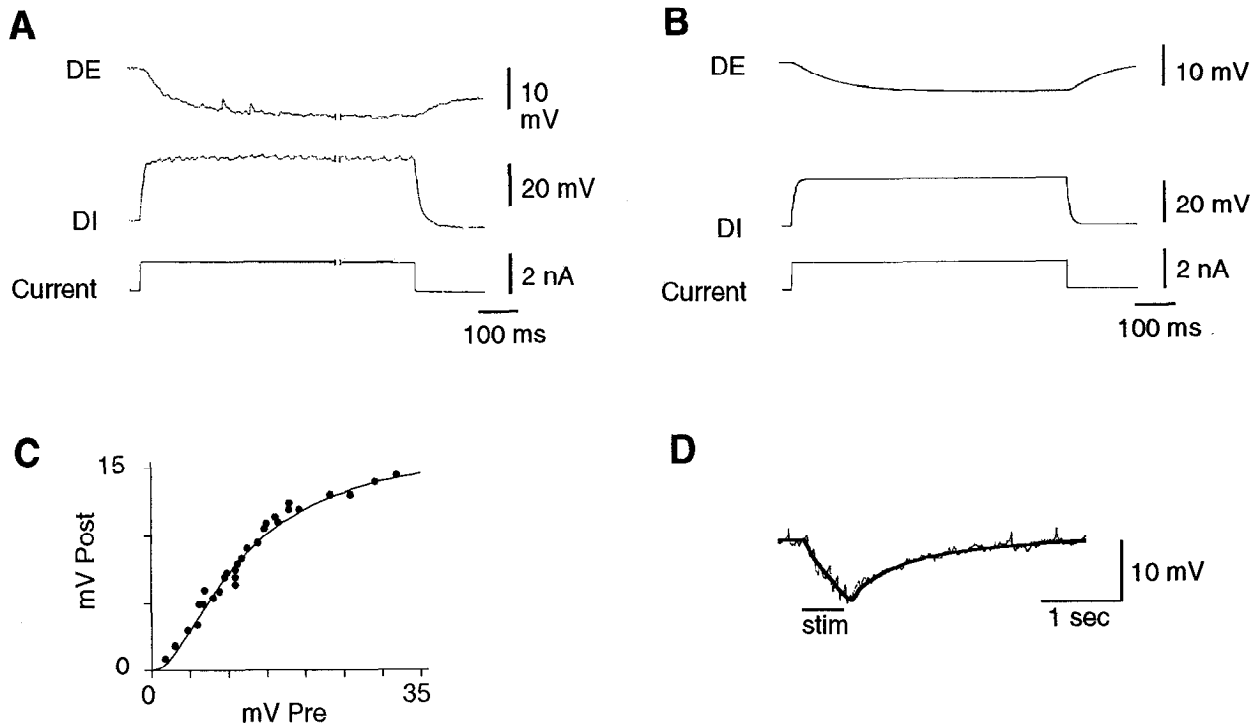 A
DE
10
mV
20 mV
DI
2 nA
Current
100 ms
B
DE
10 mV
20 mV
DI
2 nA
Current
100 ms
C
15
mV Post
0
0
35
mV Pre
D
10 mV
stim
1 sec